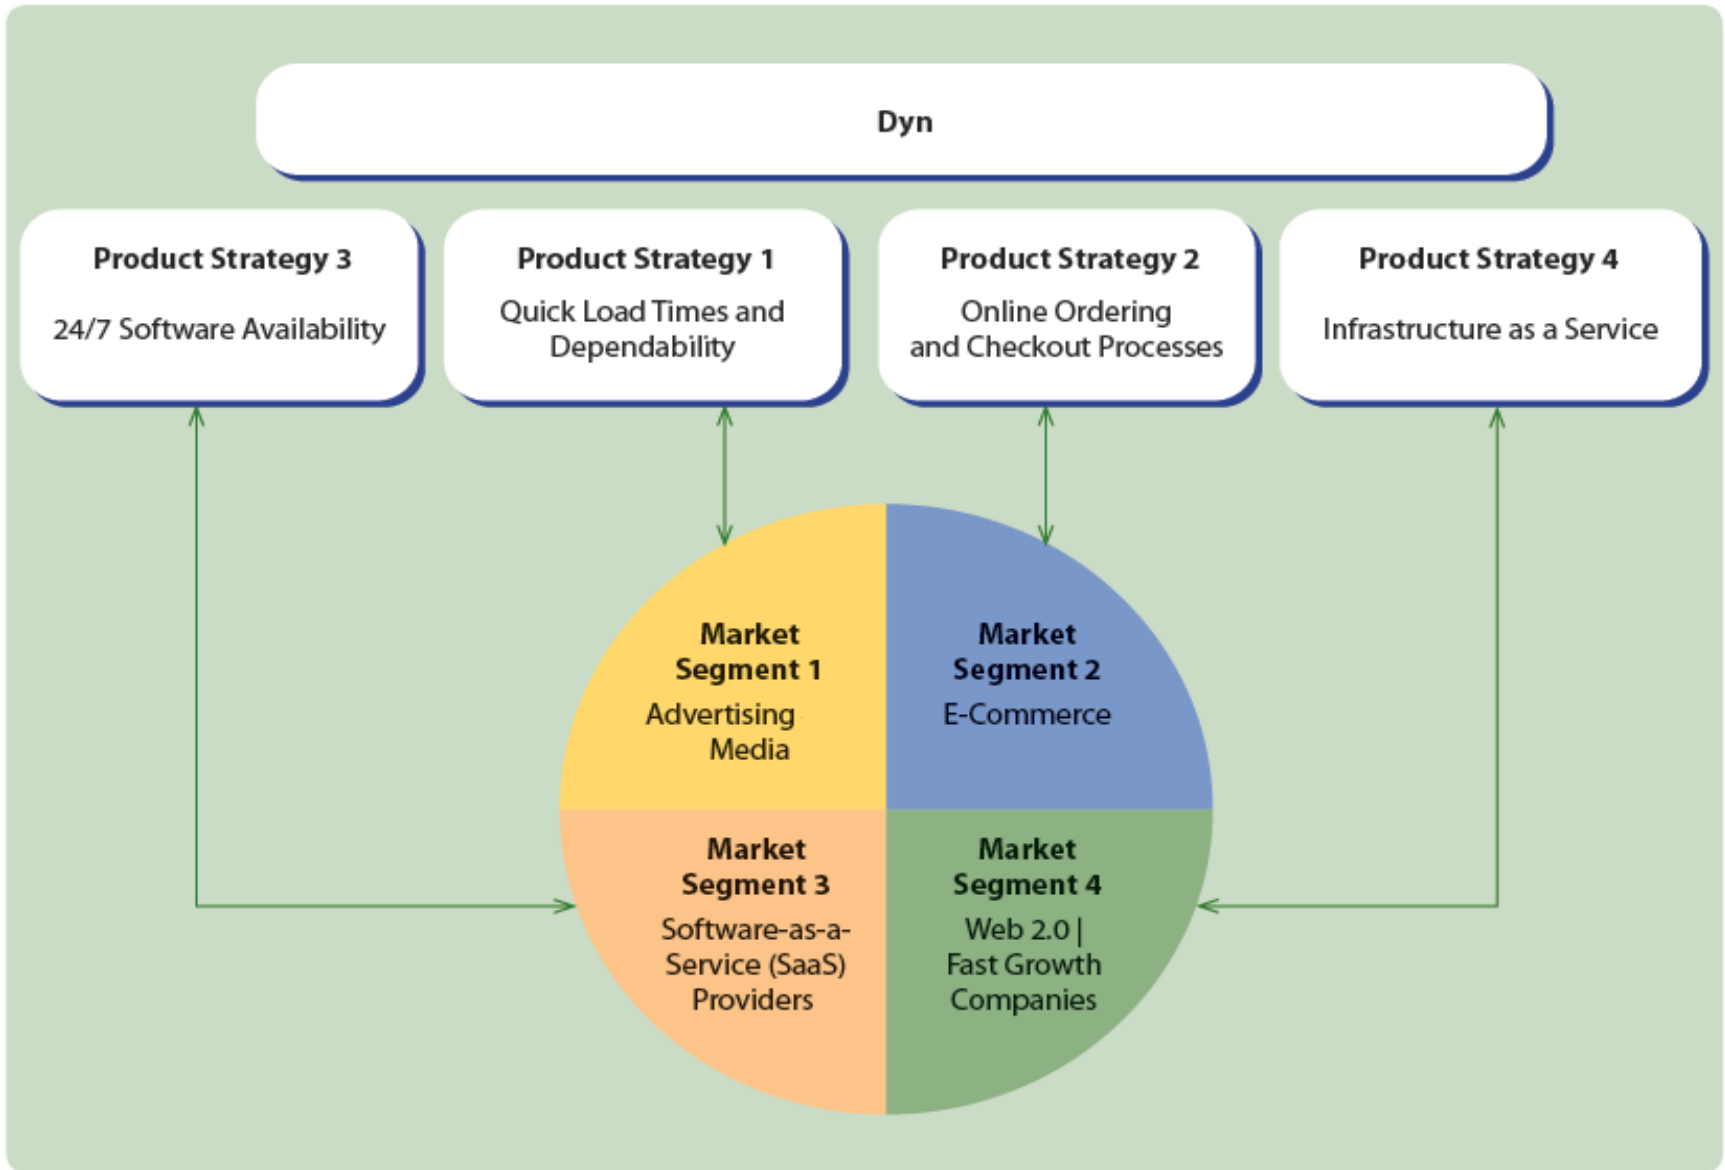 Dyn
Product Strategy 3
24/7 Software Availability
Product Strategy 1
Quick Load Times and
Dependability
Product Strategy 2
Online Ordering
and Checkout Processes
Product Strategy 4
Infrastructure as a Service
Market
Segment 1
Advertising
Media
Market
Segment 2
E-Commerce
Market
Segment 3
Software-as-a-
Service (SaaS)
Providers
Market
Segment 4
Web 2.0 |
Fast Growth
Companies